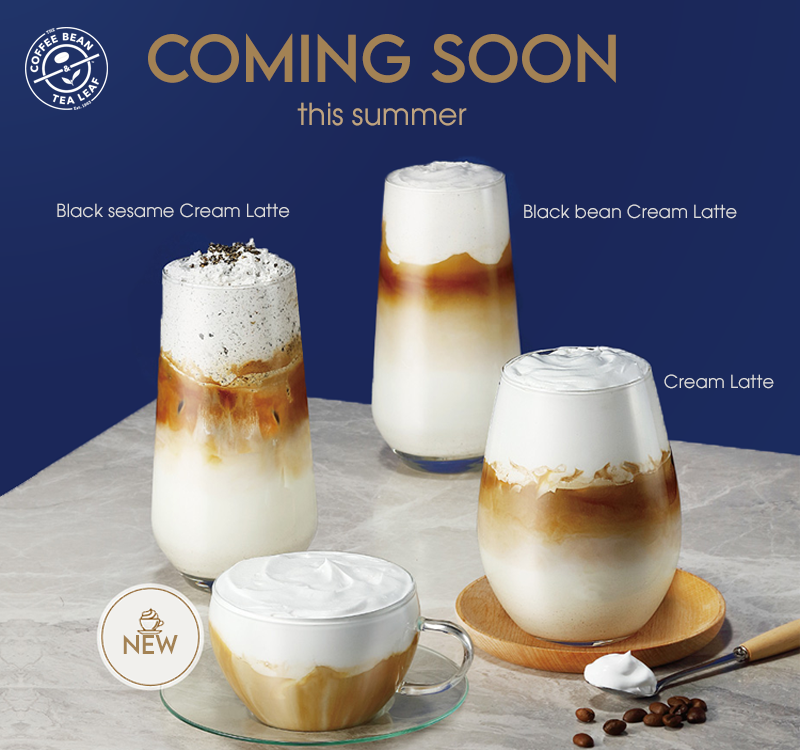 THE
COFFEE BEAN
&
TEA LEAF
Est. 1963
COMING SOON
this summer
Black sesame Cream Latte
Black bean Cream Latte
Cream Latte
NEW